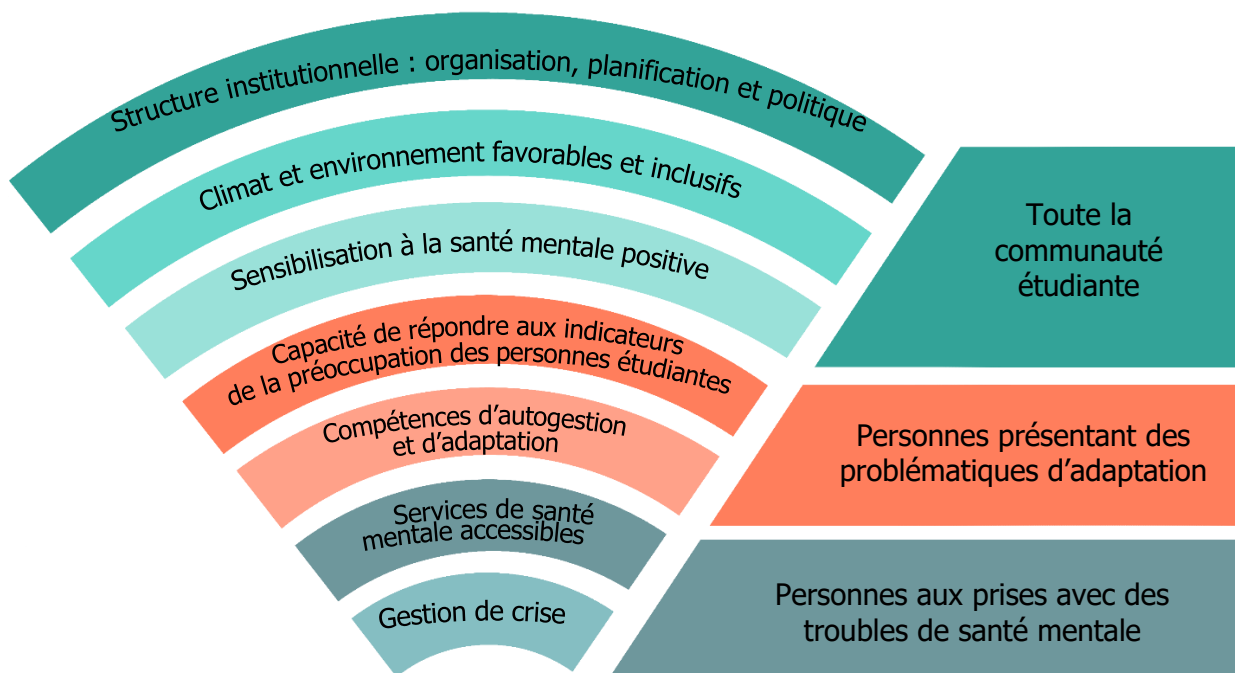 Structure institutionnelle : organisation, planification et politique
Climat et environnement favorables et inclusifs
Sensibilisation à la santé mentale positive
Capacité de répondre aux indicateurs
de la préoccupation des personnes étudiantes
Compétences d’autogestion
et d’adaptation
Services de santé
mentale accessibles
Gestion de crise
Toute la
communauté
étudiante
Personnes présentant des
problématiques d’adaptation
Personnes aux prises avec des
troubles de santé mentale